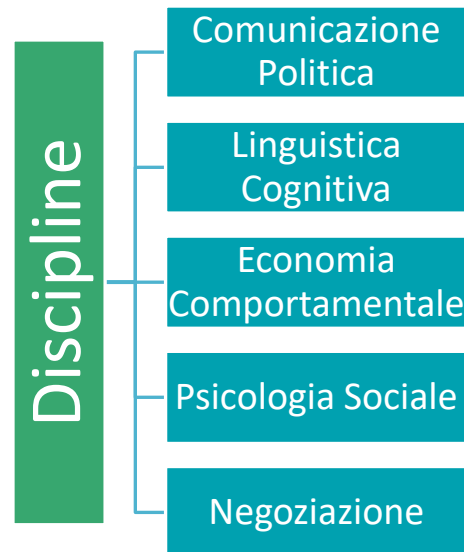 Discipline
Comunicazione
Politica
Linguistica
Cognitiva
Economia
Comportamentale
Psicologia Sociale
Negoziazione